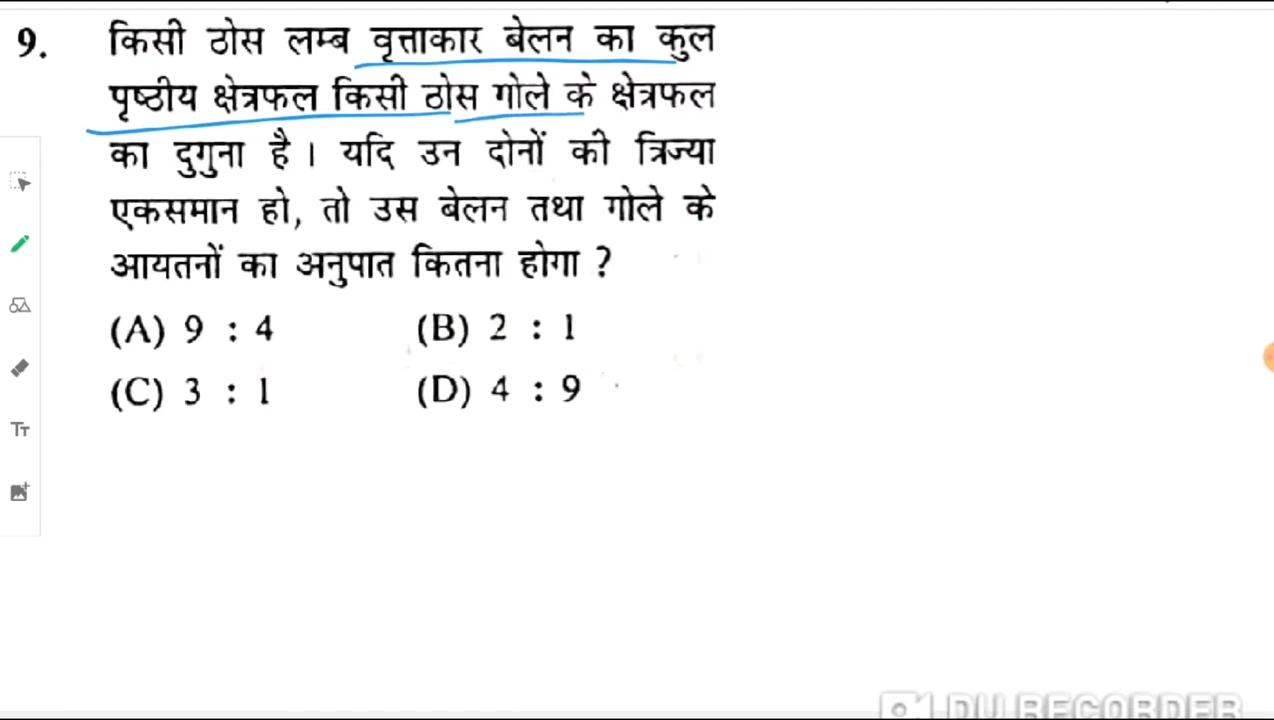 9. किसी ठोस लम्ब वृत्ताकार बेलन का कुल
पृष्ठीय क्षेत्रफल किसी ठोस गोले के क्षेत्रफल
का दुगुना है। यदि उन दोनों की त्रिज्या
एकसमान हो, तो उस बेलन तथा गोले के
आयतनों का अनुपात कितना होगा ?
(A) 9 : 4 (B) 2 : 1
(C) 3 : 1 (D) 4 : 9
TT
DU RECORDER